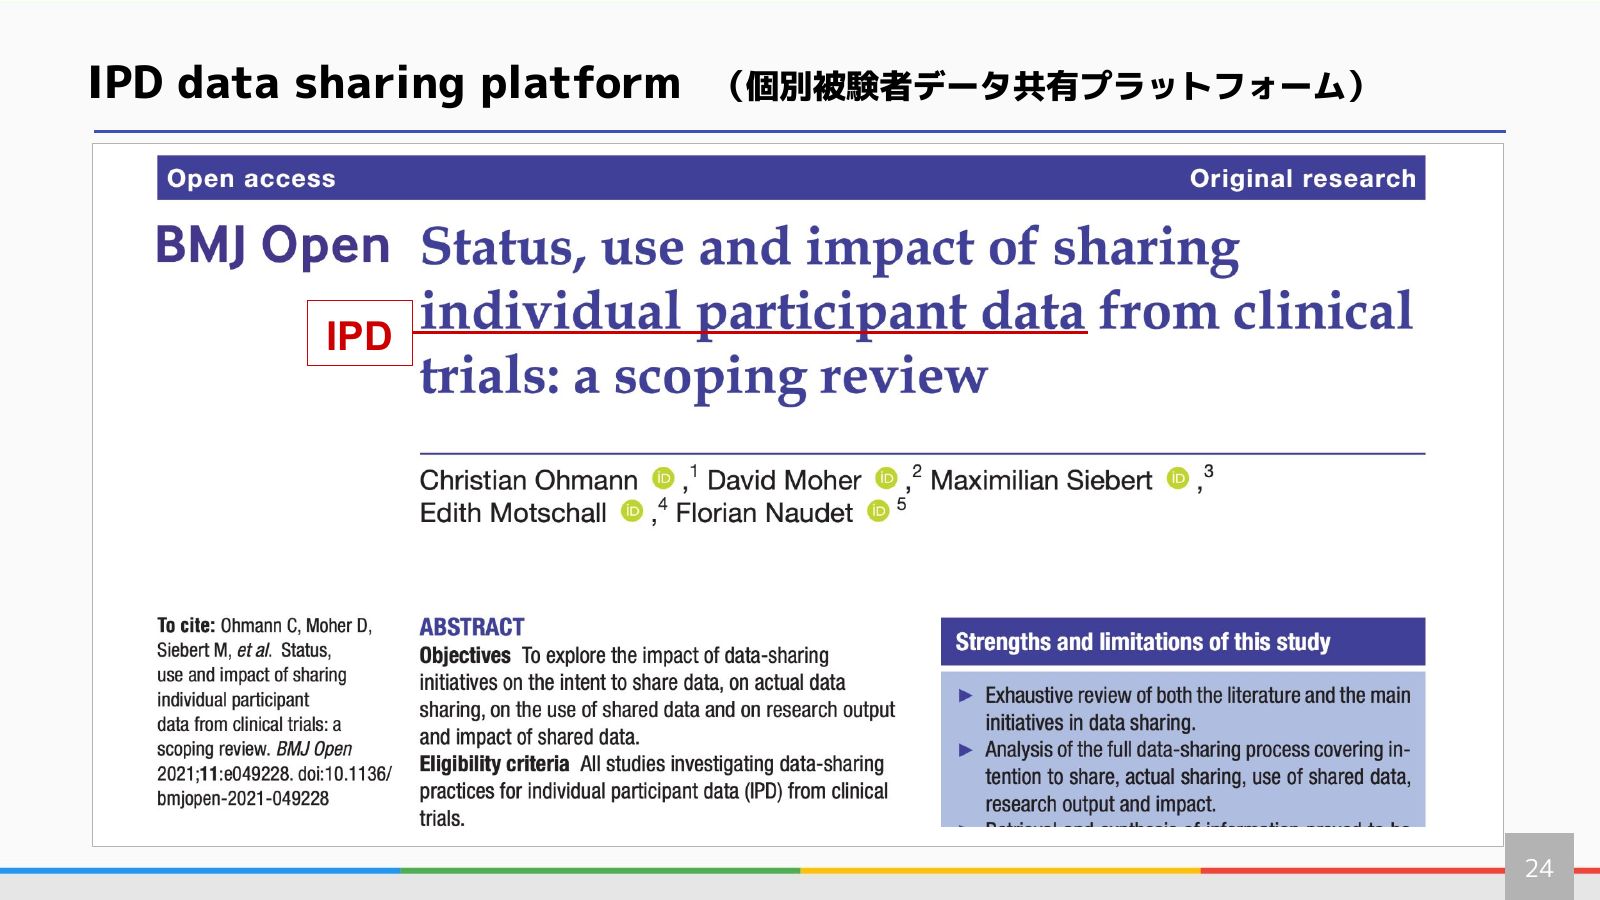 IPD data sharing platform （個別被験者データ共有プラットフォーム）
Open access
Original research
BMJ Open
Status, use and impact of sharing
individual participant data from clinical
trials: a scoping review
IPD
Christian Ohmann iD ,1 David Moher iD ,2 Maximilian Siebert iD ,3
Edith Motschall iD ,4 Florian Naudet iD 5
To cite: Ohmann C, Moher D,
Siebert M, et al. Status,
use and impact of sharing
individual participant
data from clinical trials: a
scoping review. BMJ Open
2021;11:e049228. doi:10.1136/
bmjopen-2021-049228
ABSTRACT
Objectives To explore the impact of data-sharing
initiatives on the intent to share data, on actual data
sharing, on the use of shared data and on research output
and impact of shared data.
Eligibility criteria All studies investigating data-sharing
practices for individual participant data (IPD) from clinical
trials.
Strengths and limitations of this study
► Exhaustive review of both the literature and the main
initiatives in data sharing.
► Analysis of the full data-sharing process covering in-
tention to share, actual sharing, use of shared data,
research output and impact.
24